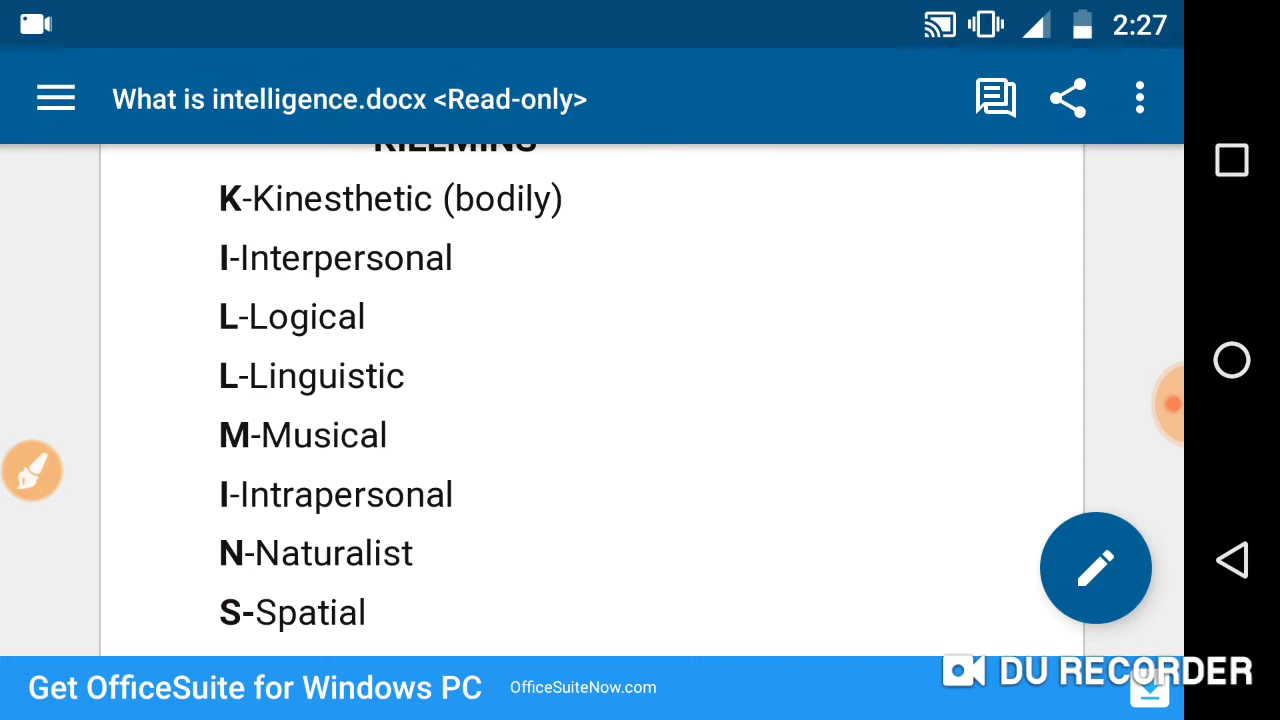 2:27
What is intelligence.docx <Read-only>
K-Kinesthetic (bodily)
I-Interpersonal
L-Logical
L-Linguistic
M-Musical
I-Intrapersonal
N-Naturalist
S-Spatial
Get OfficeSuite for Windows PC OfficeSuiteNow.com
DU RECORDER